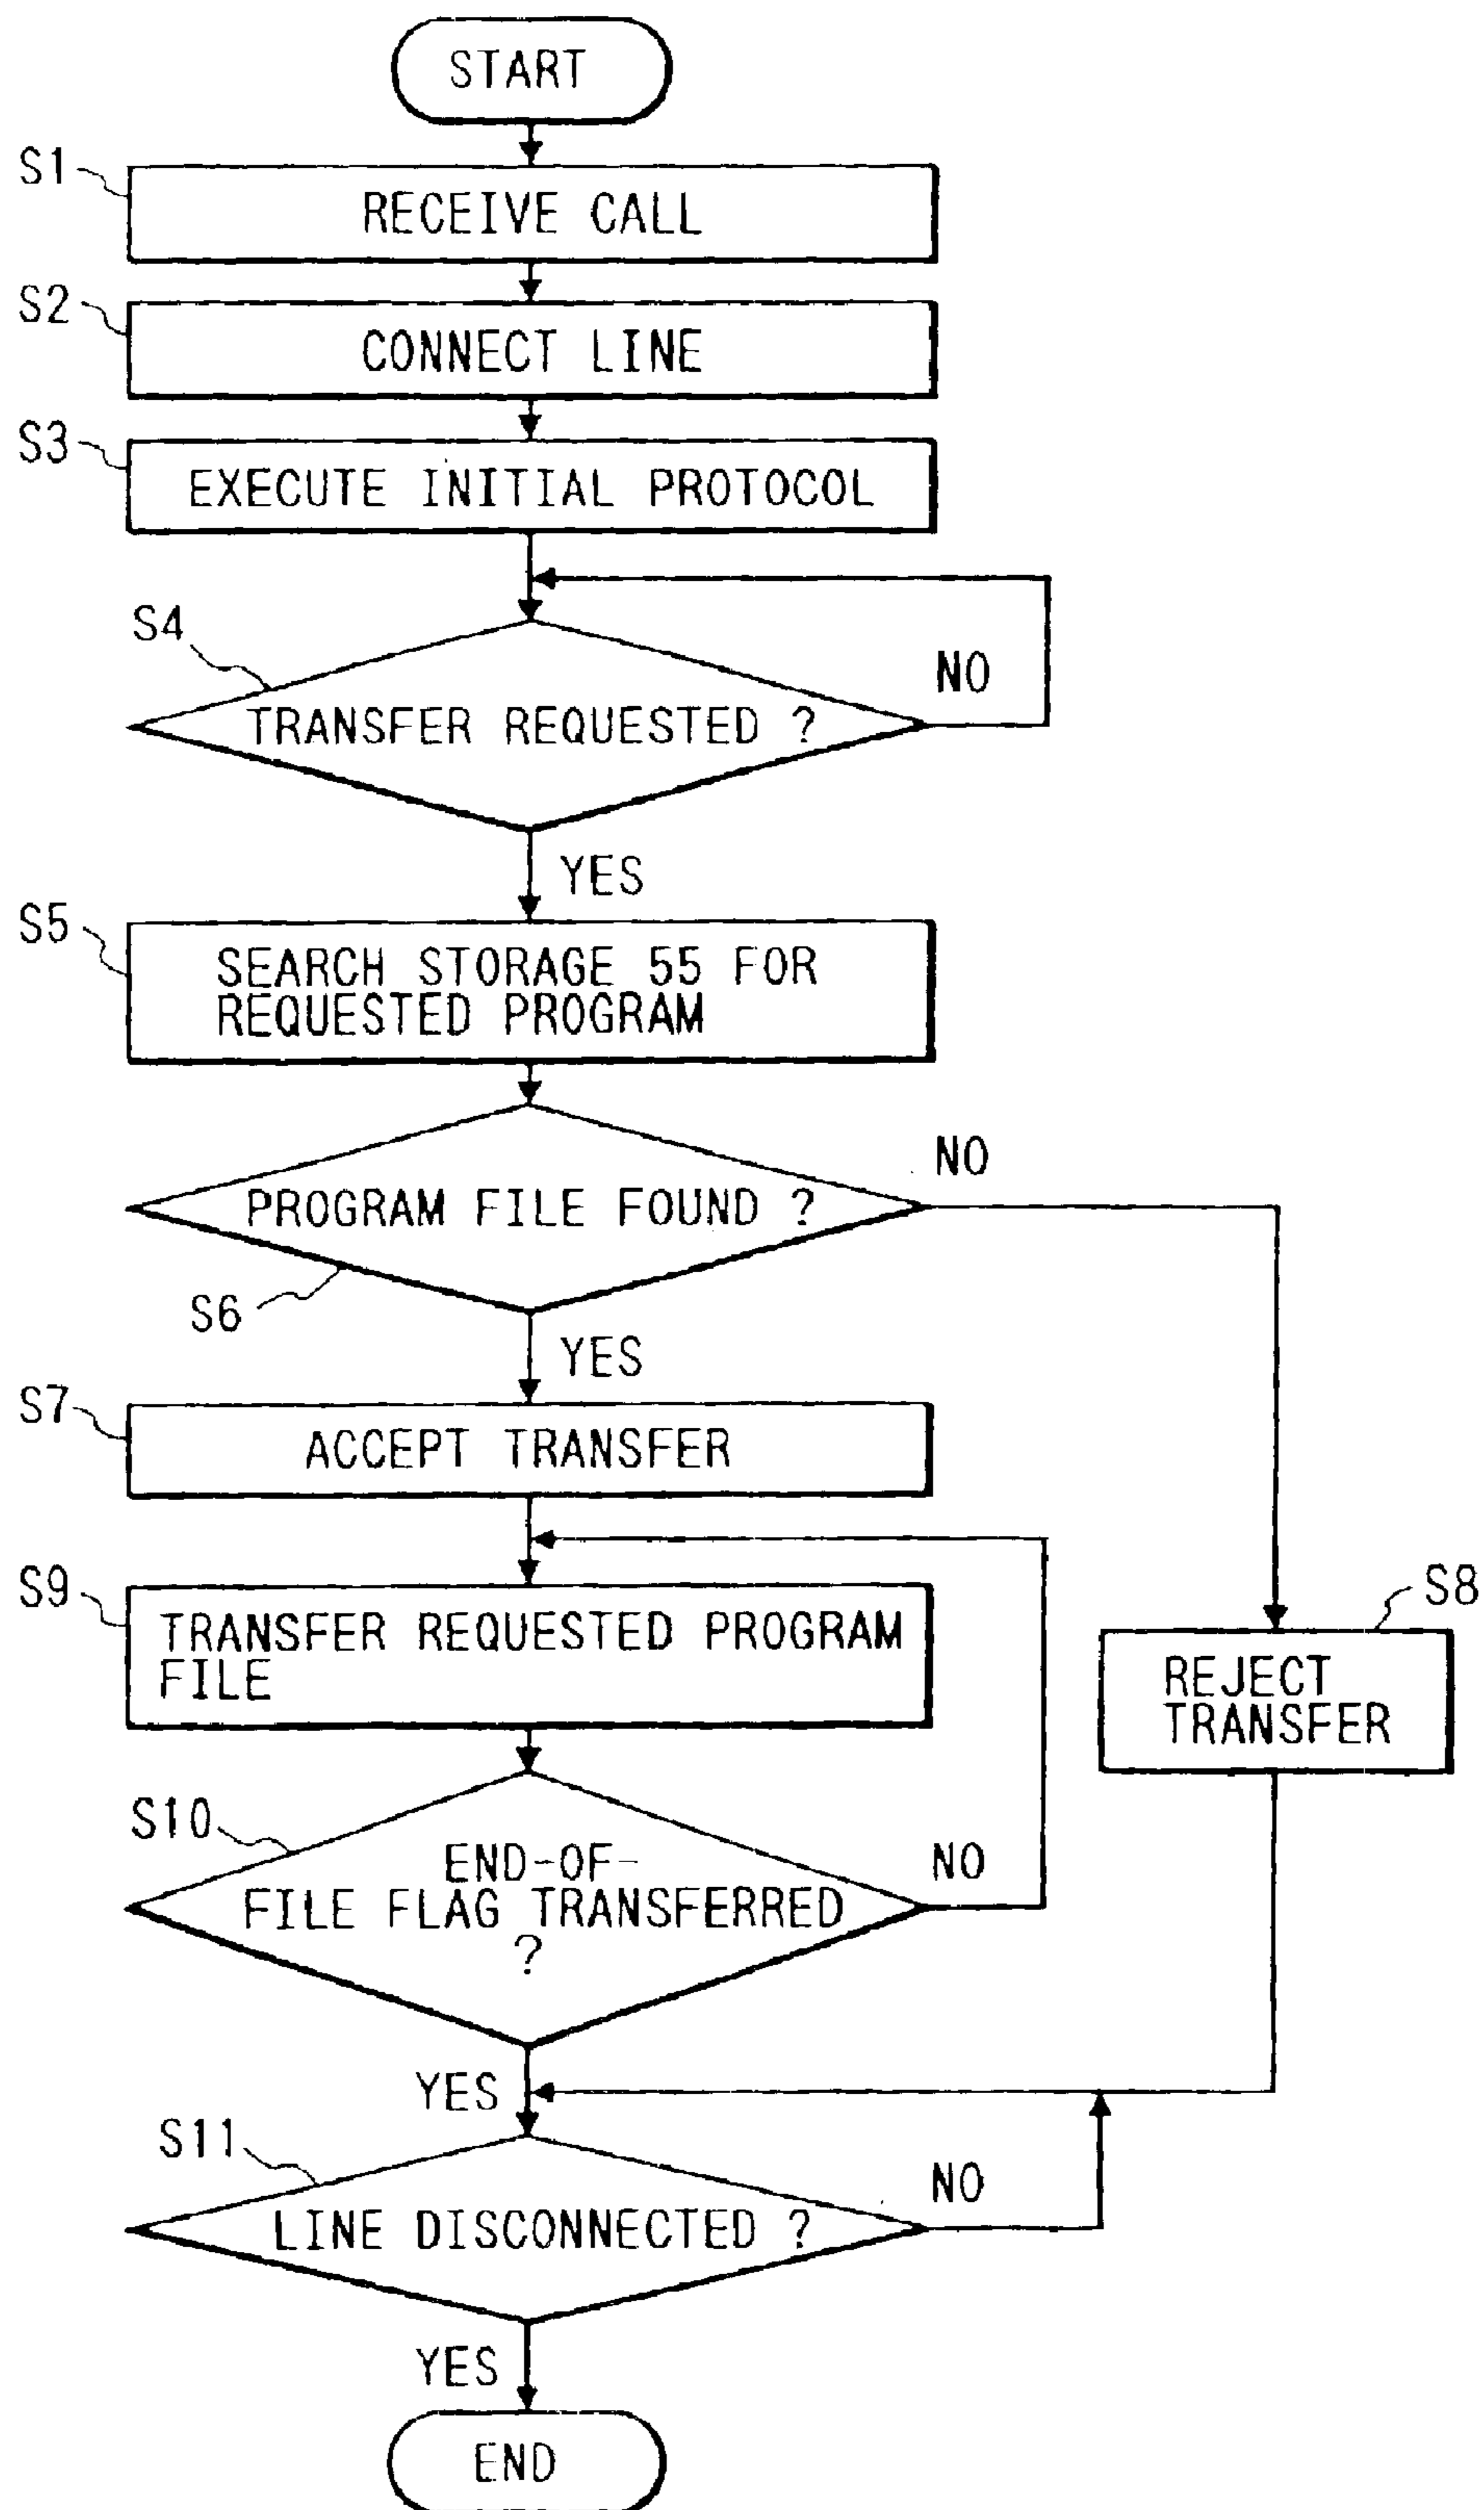 START
S1
RECEIVE CALL
S2
CONNECT LINE
S3
EXECUTE INITIAL PROTOCOL
S4
NO
TRANSFER REQUESTED ?
YES
S5
SEARCH STORAGE 55 FOR
REQUESTED PROGRAM
NO
PROGRAM FILE FOUND ?
S6
YES
S7
ACCEPT TRANSFER
S9
TRANSFER REQUESTED PROGRAM
FILE
S8
REJECT
TRANSFER
S10
END-OF-
FILE FLAG TRANSFERRED
?
NO
YES
S11
NO
LINE DISCONNECTED ?
YES
END